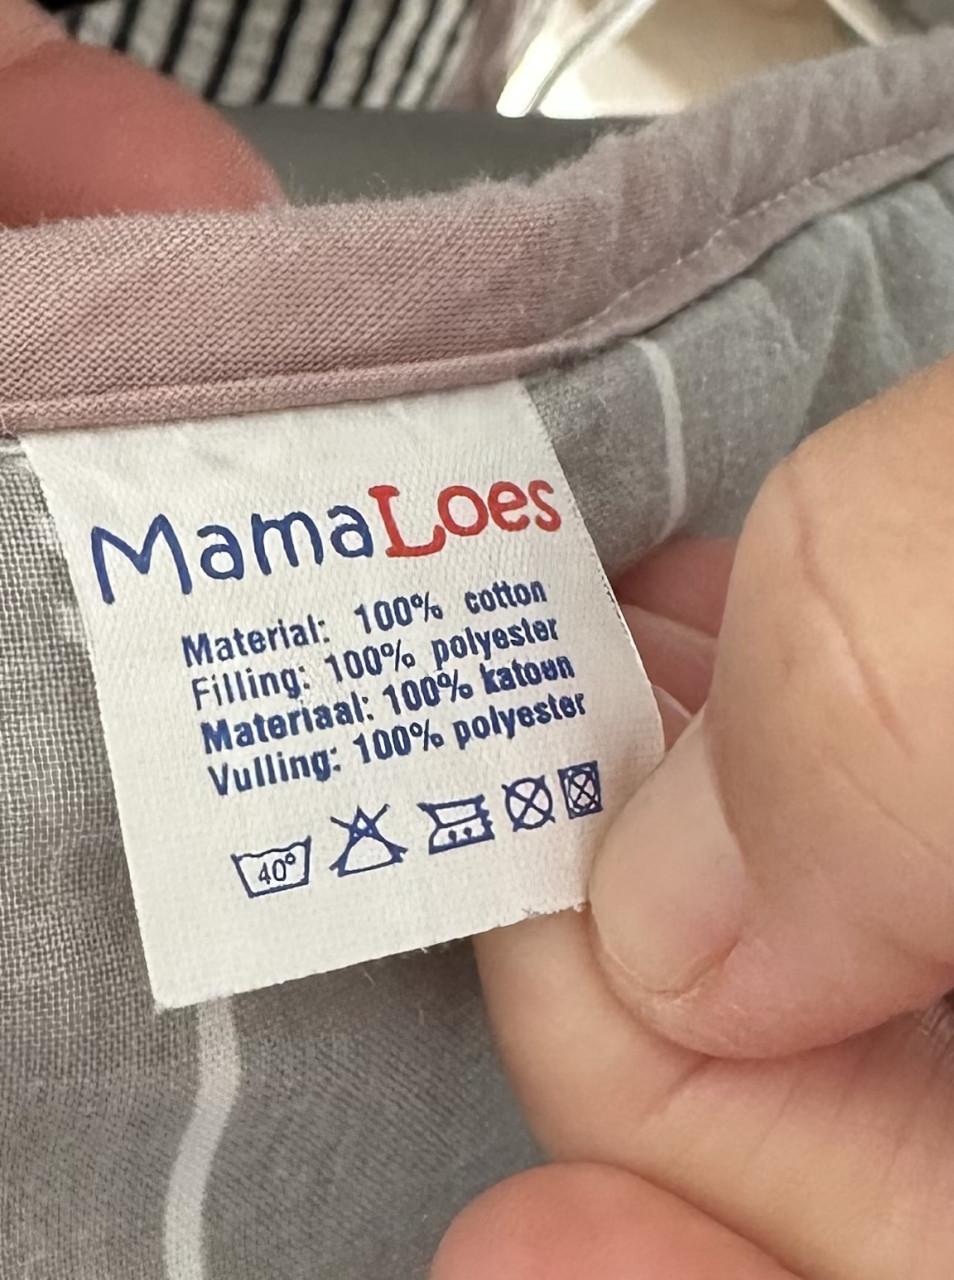 MamaLoes
Material: 100% cotton
Filling: 100% polyester
Materiaal: 100% katoen
Vulling: 100% polyester
40°